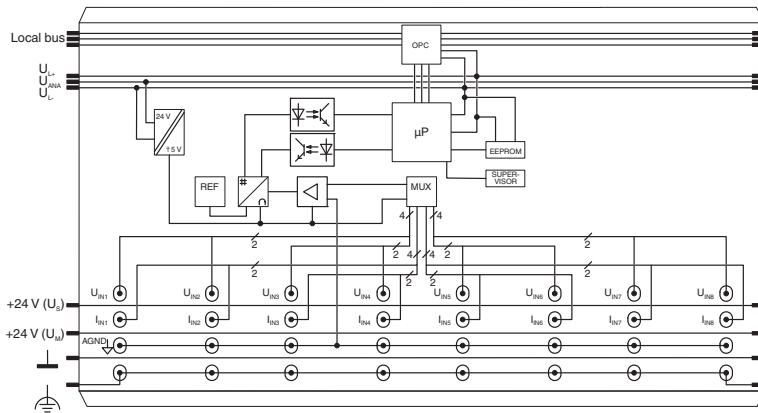 Local bus
OPC
UL+
UANA
UL-
24 V
µP
†5 V
EEPROM
SUPER-
VISOR
REF
#
∩
MUX
4 4
2 2 2 2
2 4 4 2
2 2
UIN1 UIN2 UIN3 UIN4 UIN5 UIN6 UIN7 UIN8
+24 V (US)
IIN1 IIN2 IIN3 IIN4 IIN5 IIN6 IIN7 IIN8
+24 V (UM)
AGND